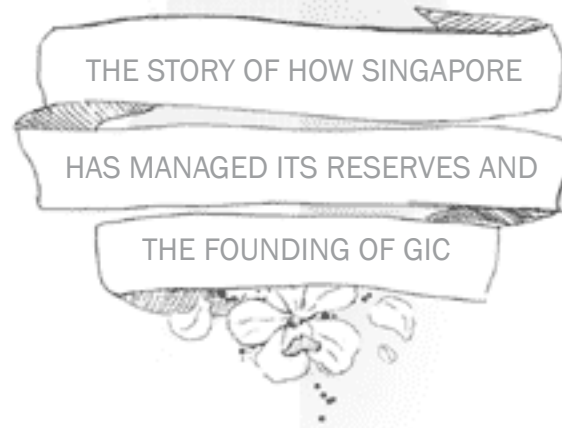 THE STORY OF HOW SINGAPORE
HAS MANAGED ITS RESERVES AND
THE FOUNDING OF GIC